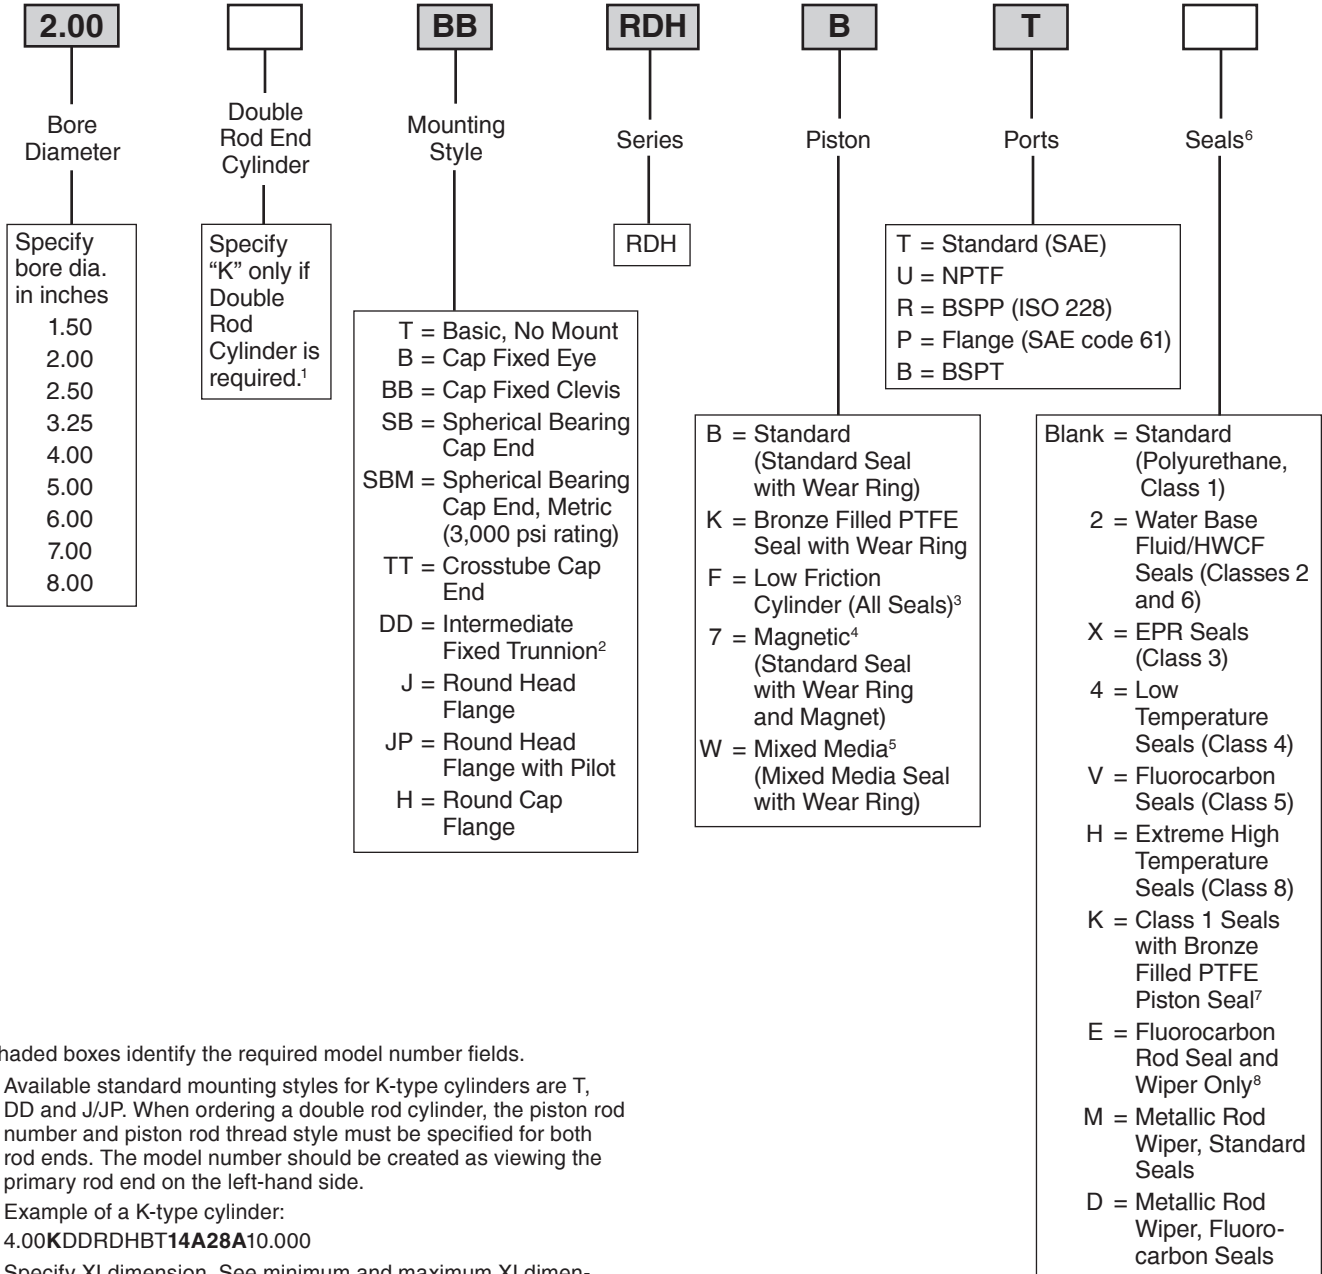 2.00
BB
RDH
B
T
Bore
Diameter
Double
Rod End
Cylinder
Mounting
Style
Series
Piston
Ports
Seals⁶
Specify
bore dia.
in inches
1.50
2.00
2.50
3.25
4.00
5.00
6.00
7.00
8.00
Specify
“K” only if
Double
Rod
Cylinder is
required.¹
T = Basic, No Mount
B = Cap Fixed Eye
BB = Cap Fixed Clevis
SB = Spherical Bearing
Cap End
SBM = Spherical Bearing
Cap End, Metric
(3,000 psi rating)
TT = Crosstube Cap
End
DD = Intermediate
Fixed Trunnion²
J = Round Head
Flange
JP = Round Head
Flange with Pilot
H = Round Cap
Flange
RDH
B = Standard
(Standard Seal
with Wear Ring)
K = Bronze Filled PTFE
Seal with Wear Ring
F = Low Friction
Cylinder (All Seals)³
7 = Magnetic⁴
(Standard Seal
with Wear Ring
and Magnet)
W = Mixed Media⁵
(Mixed Media Seal
with Wear Ring)
T = Standard (SAE)
U = NPTF
R = BSPP (ISO 228)
P = Flange (SAE code 61)
B = BSPT
Blank = Standard
(Polyurethane,
Class 1)
2 = Water Base
Fluid/HWCF
Seals (Classes 2
and 6)
X = EPR Seals
(Class 3)
4 = Low
Temperature
Seals (Class 4)
V = Fluorocarbon
Seals (Class 5)
H = Extreme High
Temperature
Seals (Class 8)
K = Class 1 Seals
with Bronze
Filled PTFE
Piston Seal⁷
E = Fluorocarbon
Rod Seal and
Wiper Only⁸
M = Metallic Rod
Wiper, Standard
Seals
D = Metallic Rod
Wiper, Fluoro-
carbon Seals
haded boxes identify the required model number fields.
Available standard mounting styles for K-type cylinders are T,
DD and J/JP. When ordering a double rod cylinder, the piston rod
number and piston rod thread style must be specified for both
rod ends. The model number should be created as viewing the
primary rod end on the left-hand side.
Example of a K-type cylinder:
4.00KDDRDHBT14A28A10.000
Specify XI dimension. See minimum and maximum XI dimen-